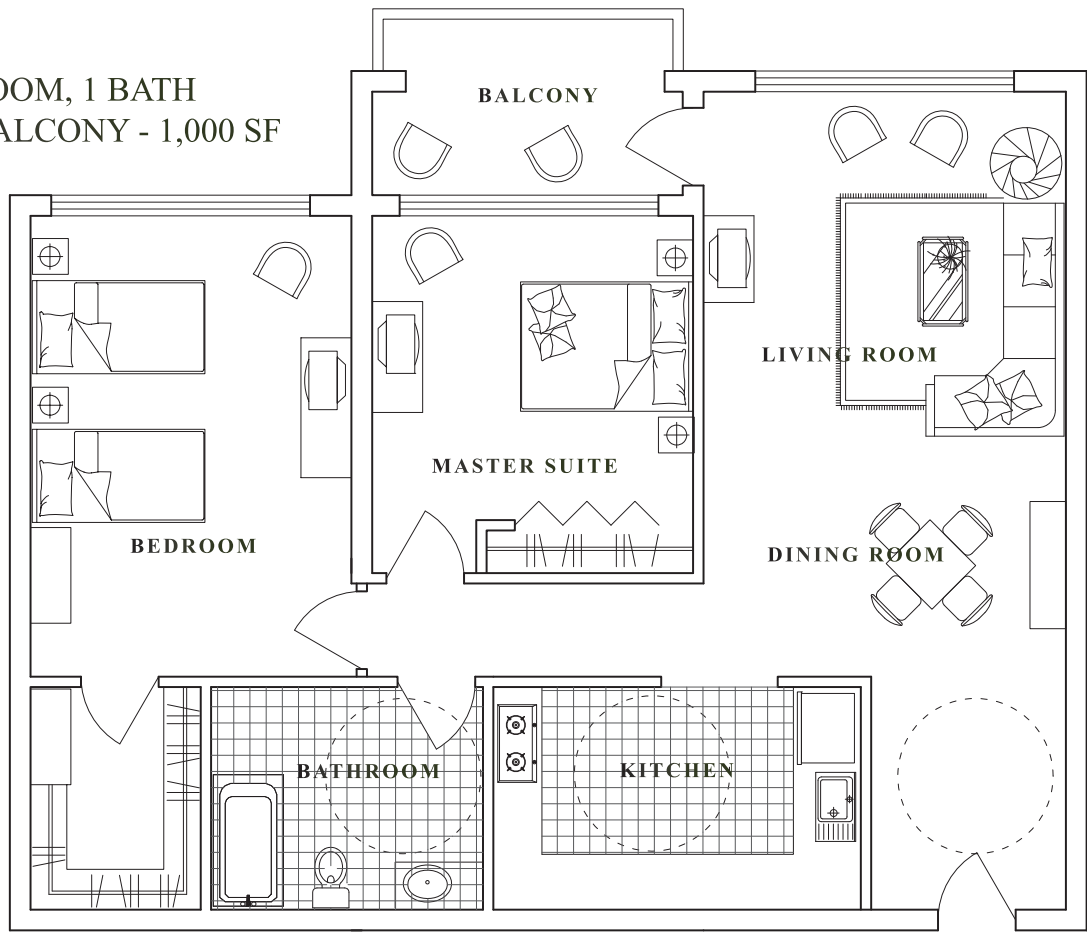 OOM, 1 BATH
ALCONY - 1,000 SF
BALCONY
LIVING ROOM
MASTER SUITE
BEDROOM
DINING ROOM
BATHROOM
KITCHEN